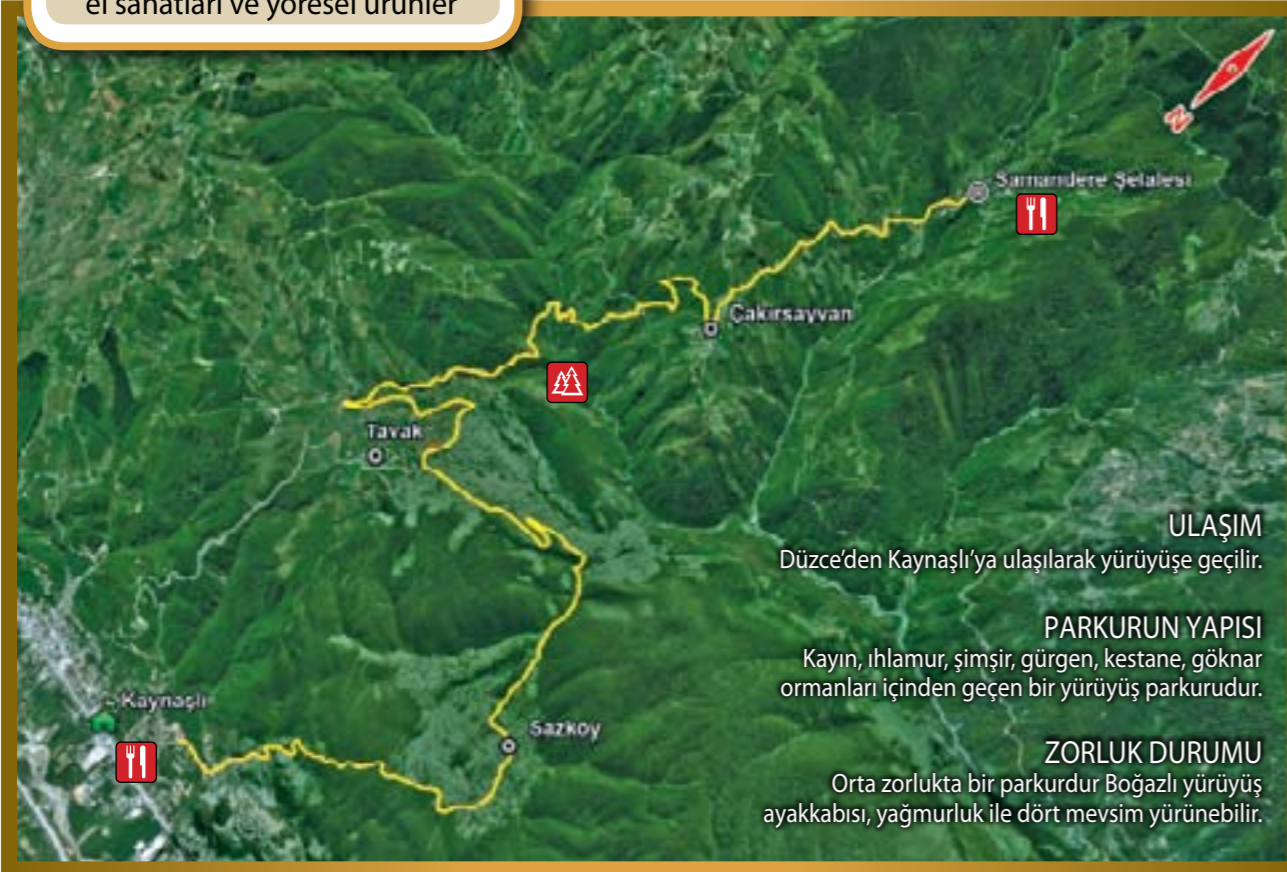 el sanatları ve yöresel ürünler
N
Samandere Şelalesi
Çakırsayvan
Tavak
ULAŞIM
Düzce’den Kaynaşlı’ya ulaşılarak yürüyüşe geçilir.
PARKURUN YAPISI
Kayın, ıhlamur, şimşir, gürgen, kestane, göknar
ormanları içinden geçen bir yürüyüş parkurudur.
Kaynaşlı
Sazköy
ZORLUK DURUMU
Orta zorlukta bir parkurdur Boğazlı yürüyüş
ayakkabısı, yağmurluk ile dört mevsim yürünebilir.